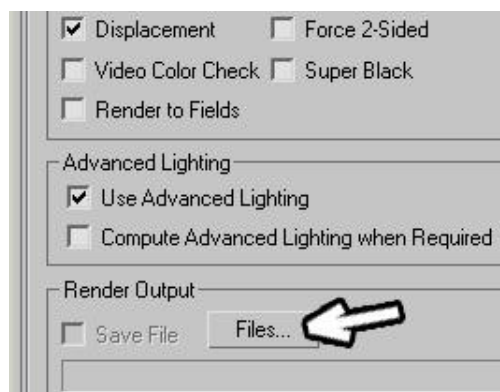 Displacement Force 2-Sided
Video Color Check Super Black
Render to Fields
Advanced Lighting
Use Advanced Lighting
Compute Advanced Lighting when Required
Render Output
Save File Files...